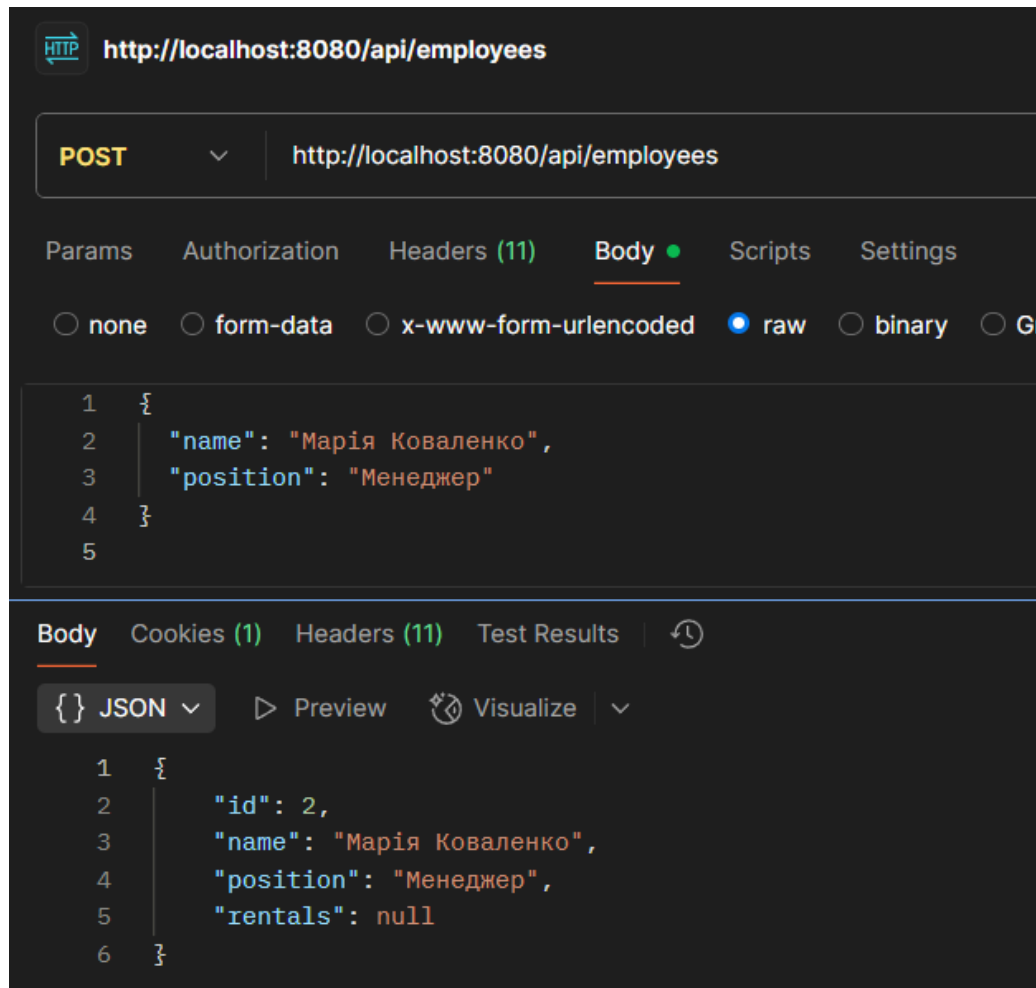 HTTP http://localhost:8080/api/employees
POST http://localhost:8080/api/employees
Params Authorization Headers (11) Body Scripts Settings
none form-data x-www-form-urlencoded raw binary
1 {
2 "name": "Марія Коваленко",
3 "position": "Менеджер"
4 }
5
Body Cookies (1) Headers (11) Test Results
{} JSON Preview Visualize
1 {
2 "id": 2,
3 "name": "Марія Коваленко",
4 "position": "Менеджер",
5 "rentals": null
6 }